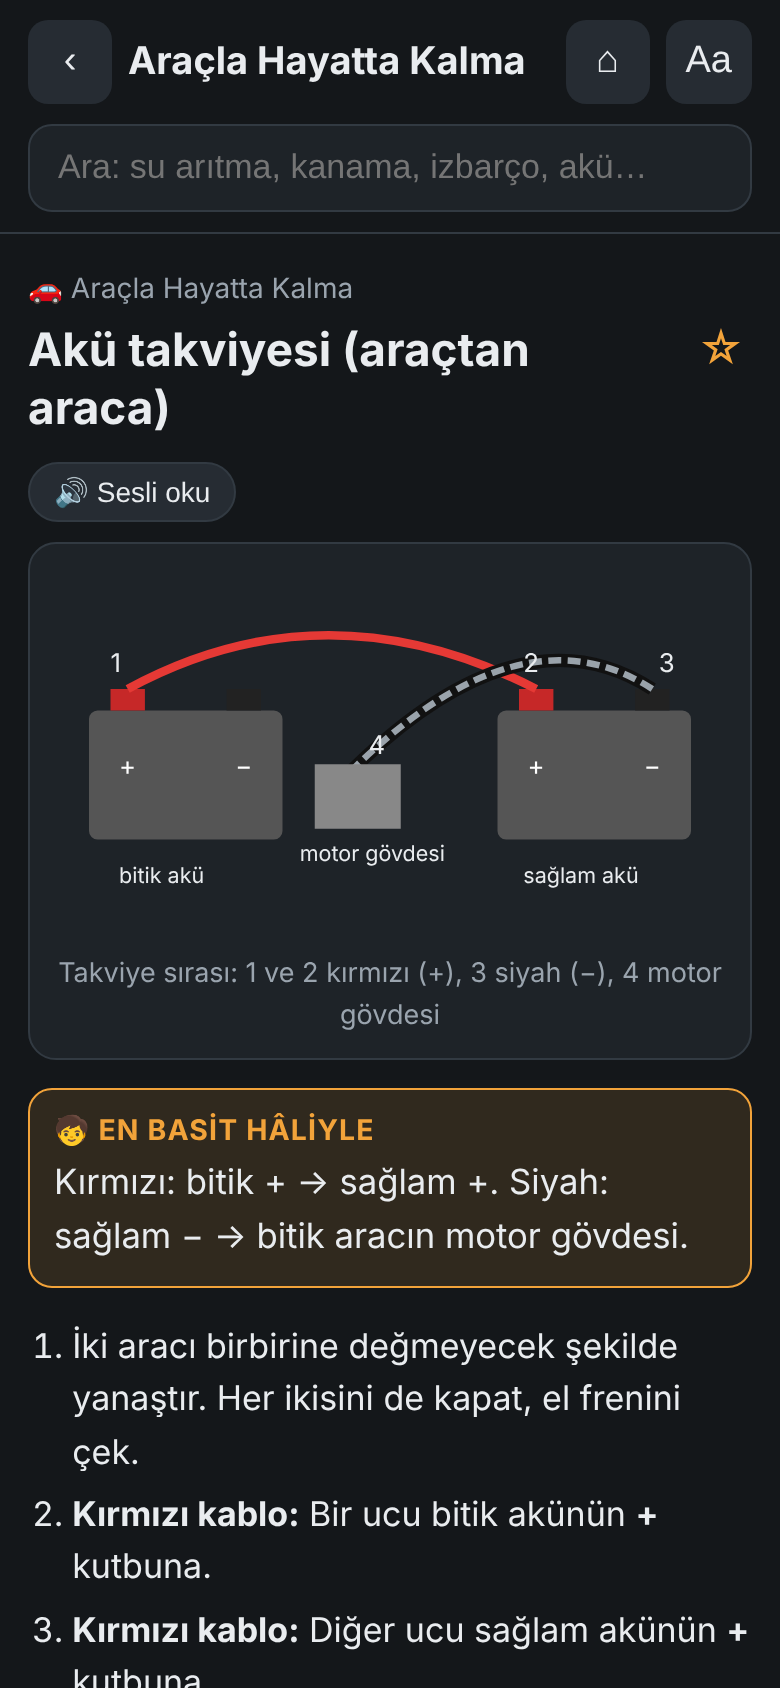 ‹ Araçla Hayatta Kalma ⌂ Aa
Ara: su arıtma, kanama, izbarço, akü…
🚗 Araçla Hayatta Kalma
Akü takviyesi (araçtan
araca) ☆
🔊 Sesli oku
1 2 3
4
+ − + −
motor gövdesi
bitik akü sağlam akü
Takviye sırası: 1 ve 2 kırmızı (+), 3 siyah (−), 4 motor
gövdesi
🧒 EN BASİT HÂLİYLE
Kırmızı: bitik + → sağlam +. Siyah:
sağlam − → bitik aracın motor gövdesi.
1. İki aracı birbirine değmeyecek şekilde
yanaştır. Her ikisini de kapat, el frenini
çek.
2. Kırmızı kablo: Bir ucu bitik akünün +
kutbuna.
3. Kırmızı kablo: Diğer ucu sağlam akünün +
kutbuna